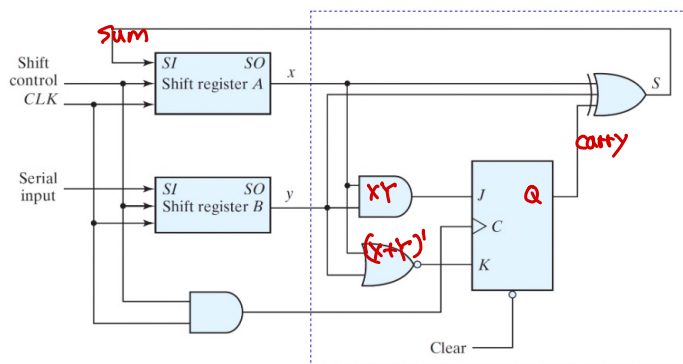 sum
SI SO
Shift register A
x
Shift
control
CLK
S
carry
Serial
input
SI SO
Shift register B
y
xY
J
Q
C
(x+Y)'
K
Clear